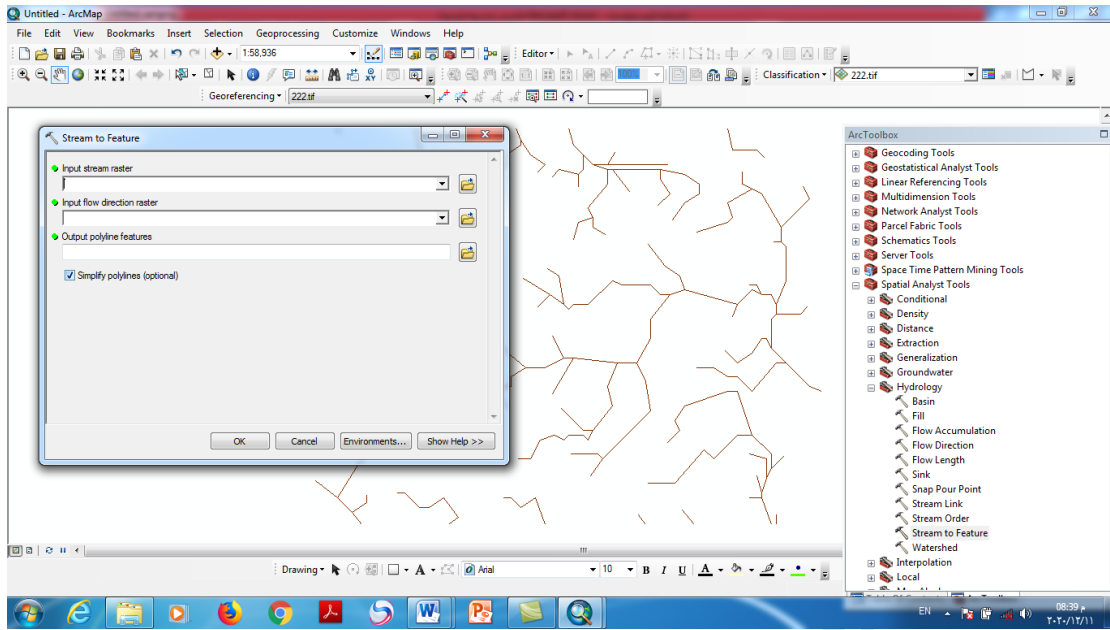 Untitled - ArcMap
File Edit View Bookmarks Insert Selection Geoprocessing Customize Windows Help
1:58,936
Editor
100%
Classification
222.tif
Georeferencing
222.tif
Stream to Feature
Input stream raster
Input flow direction raster
Output polyline features
Simplify polylines (optional)
OK Cancel Environments... Show Help >>
ArcToolbox
Geocoding Tools
Geostatistical Analyst Tools
Linear Referencing Tools
Multidimension Tools
Network Analyst Tools
Parcel Fabric Tools
Schematics Tools
Server Tools
Space Time Pattern Mining Tools
Spatial Analyst Tools
Conditional
Density
Distance
Extraction
Generalization
Groundwater
Hydrology
Basin
Fill
Flow Accumulation
Flow Direction
Flow Length
Sink
Snap Pour Point
Stream Link
Stream Order
Stream to Feature
Watershed
Interpolation
Local
Drawing A Arial 10 B I U A
EN
08:39 م
٢٠٢٠/١٢/١١